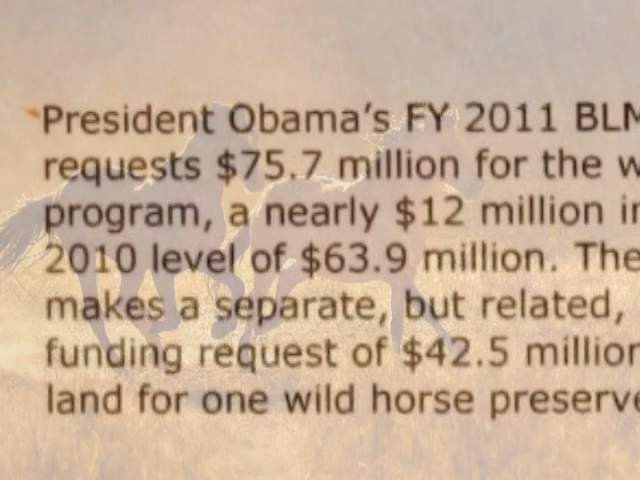 President Obama's FY 2011 BLM
requests $75.7 million for the w
program, a nearly $12 million in
2010 level of $63.9 million. The
makes a separate, but related,
funding request of $42.5 million
land for one wild horse preserve